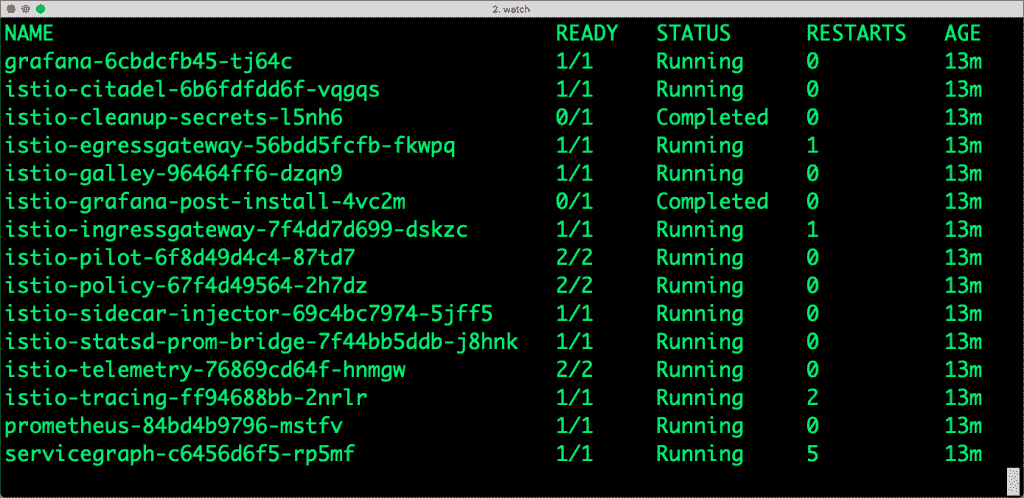 2. watch
NAME READY STATUS RESTARTS AGE
grafana-6cbdcfb45-tj64c 1/1 Running 0 13m
istio-citadel-6b6fdfdd6f-vqgqs 1/1 Running 0 13m
istio-cleanup-secrets-l5nh6 0/1 Completed 0 13m
istio-egressgateway-56bdd5fcfb-fkwpq 1/1 Running 1 13m
istio-galley-96464ff6-dzqn9 1/1 Running 0 13m
istio-grafana-post-install-4vc2m 0/1 Completed 0 13m
istio-ingressgateway-7f4dd7d699-dskzc 1/1 Running 1 13m
istio-pilot-6f8d49d4c4-87td7 2/2 Running 0 13m
istio-policy-67f4d49564-2h7dz 2/2 Running 0 13m
istio-sidecar-injector-69c4bc7974-5jff5 1/1 Running 0 13m
istio-statsd-prom-bridge-7f44bb5ddb-j8hnk 1/1 Running 0 13m
istio-telemetry-76869cd64f-hnmgw 2/2 Running 0 13m
istio-tracing-ff94688bb-2nrlr 1/1 Running 2 13m
prometheus-84bd4b9796-mstfv 1/1 Running 0 13m
servicegraph-c6456d6f5-rp5mf 1/1 Running 5 13m